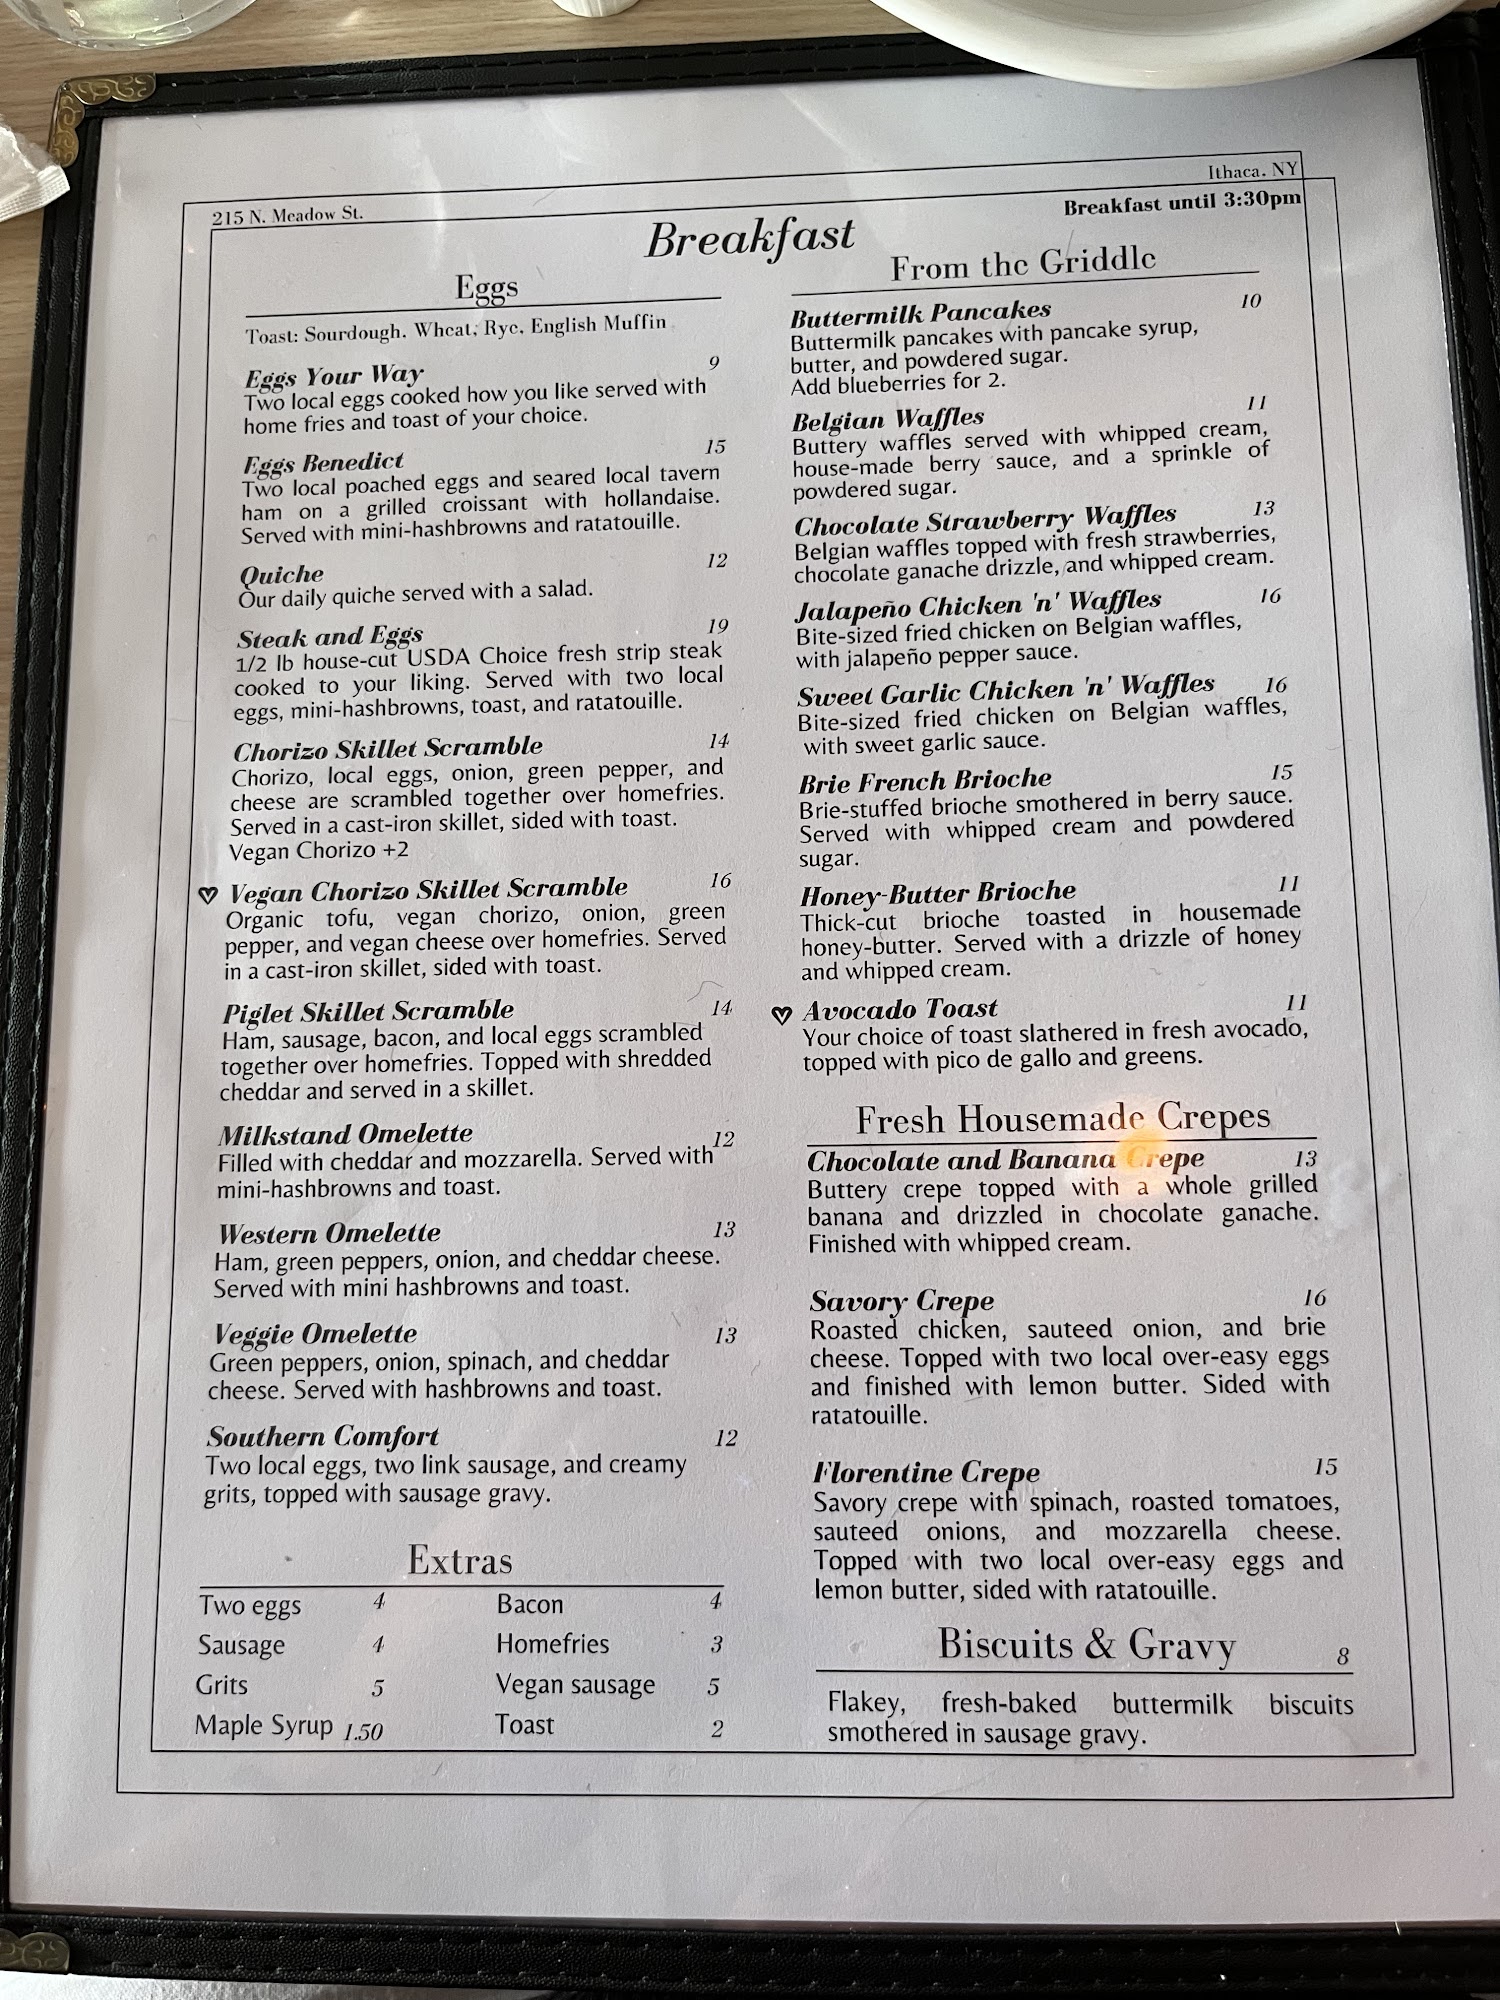 215 N. Meadow St.
Ithaca, NY
Breakfast until 3:30pm
Breakfast
Eggs
Toast: Sourdough, Wheat, Rye, English Muffin
Eggs Your Way 9
Two local eggs cooked how you like served with
home fries and toast of your choice.
Eggs Benedict 15
Two local poached eggs and seared local tavern
ham on a grilled croissant with hollandaise.
Served with mini-hashbrowns and ratatouille.
Quiche 12
Our daily quiche served with a salad.
Steak and Eggs 19
1/2 lb house-cut USDA Choice fresh strip steak
cooked to your liking. Served with two local
eggs, mini-hashbrowns, toast, and ratatouille.
Chorizo Skillet Scramble 14
Chorizo, local eggs, onion, green pepper, and
cheese are scrambled together over homefries.
Served in a cast-iron skillet, sided with toast.
Vegan Chorizo +2
Vegan Chorizo Skillet Scramble 16
Organic tofu, vegan chorizo, onion, green
pepper, and vegan cheese over homefries. Served
in a cast-iron skillet, sided with toast.
Piglet Skillet Scramble 14
Ham, sausage, bacon, and local eggs scrambled
together over homefries. Topped with shredded
cheddar and served in a skillet.
Milkstand Omelette 12
Filled with cheddar and mozzarella. Served with
mini-hashbrowns and toast.
Western Omelette 13
Ham, green peppers, onion, and cheddar cheese.
Served with mini hashbrowns and toast.
Veggie Omelette 13
Green peppers, onion, spinach, and cheddar
cheese. Served with hashbrowns and toast.
Southern Comfort 12
Two local eggs, two link sausage, and creamy
grits, topped with sausage gravy.
Extras
Two eggs 4 Bacon 4
Sausage 4 Homefries 3
Grits 5 Vegan sausage 5
Maple Syrup 1.50 Toast 2
From the Griddle
Buttermilk Pancakes 10
Buttermilk pancakes with pancake syrup,
butter, and powdered sugar.
Add blueberries for 2.
Belgian Waffles 11
Buttery waffles served with whipped cream,
house-made berry sauce, and a sprinkle of
powdered sugar.
Chocolate Strawberry Waffles 13
Belgian waffles topped with fresh strawberries,
chocolate ganache drizzle, and whipped cream.
Jalapeño Chicken 'n' Waffles 16
Bite-sized fried chicken on Belgian waffles,
with jalapeño pepper sauce.
Sweet Garlic Chicken 'n' Waffles 16
Bite-sized fried chicken on Belgian waffles,
with sweet garlic sauce.
Brie French Brioche 15
Brie-stuffed brioche smothered in berry sauce.
Served with whipped cream and powdered
sugar.
Honey-Butter Brioche 11
Thick-cut brioche toasted in housemade
honey-butter. Served with a drizzle of honey
and whipped cream.
Avocado Toast 11
Your choice of toast slathered in fresh avocado,
topped with pico de gallo and greens.
Fresh Housemade Crepes
Chocolate and Banana Crepe 13
Buttery crepe topped with a whole grilled
banana and drizzled in chocolate ganache.
Finished with whipped cream.
Savory Crepe 16
Roasted chicken, sauteed onion, and brie
cheese. Topped with two local over-easy eggs
and finished with lemon butter. Sided with
ratatouille.
Florentine Crepe 15
Savory crepe with spinach, roasted tomatoes,
sauteed onions, and mozzarella cheese.
Topped with two local over-easy eggs and
lemon butter, sided with ratatouille.
Biscuits & Gravy 8
Flakey, fresh-baked buttermilk biscuits
smothered in sausage gravy.